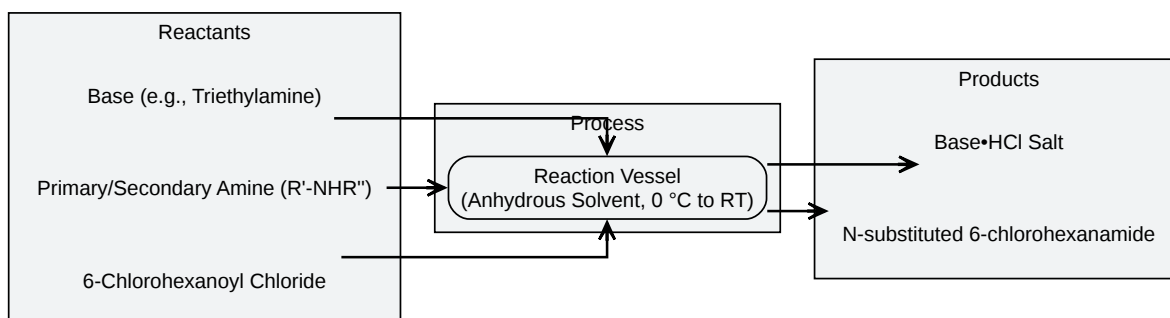 Reactants
Base (e.g., Triethylamine)
Primary/Secondary Amine (R'-NHR'')
6-Chlorohexanoyl Chloride
Process
Reaction Vessel
(Anhydrous Solvent, 0 °C to RT)
Products
Base•HCl Salt
N-substituted 6-chlorohexanamide